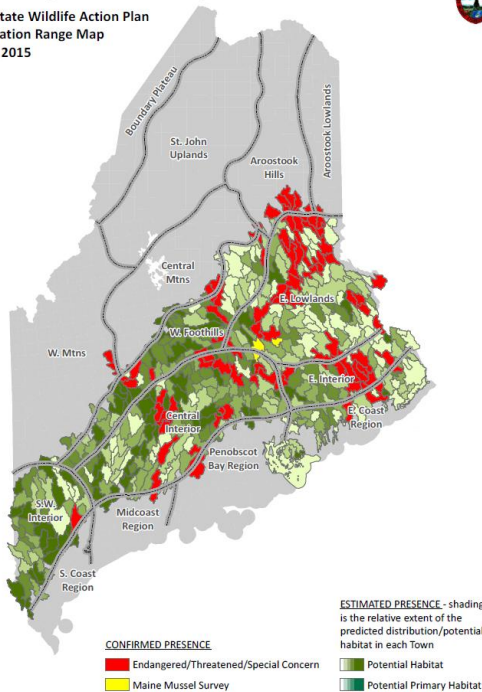 tate Wildlife Action Plan
ation Range Map
2015
Boundary Plateau
St. John
Uplands
Aroostook
Hills
Aroostook Lowlands
Central
Mtns
E. Lowlands
W. Foothills
W. Mtns
E. Interior
E. Coast
Region
Central
Interior
Penobscot
Bay Region
Midcoast
Region
S.W.
Interior
S. Coast
Region
CONFIRMED PRESENCE
Endangered/Threatened/Special Concern
Maine Mussel Survey
ESTIMATED PRESENCE - shading
is the relative extent of the
predicted distribution/potential
habitat in each Town
Potential Habitat
Potential Primary Habitat